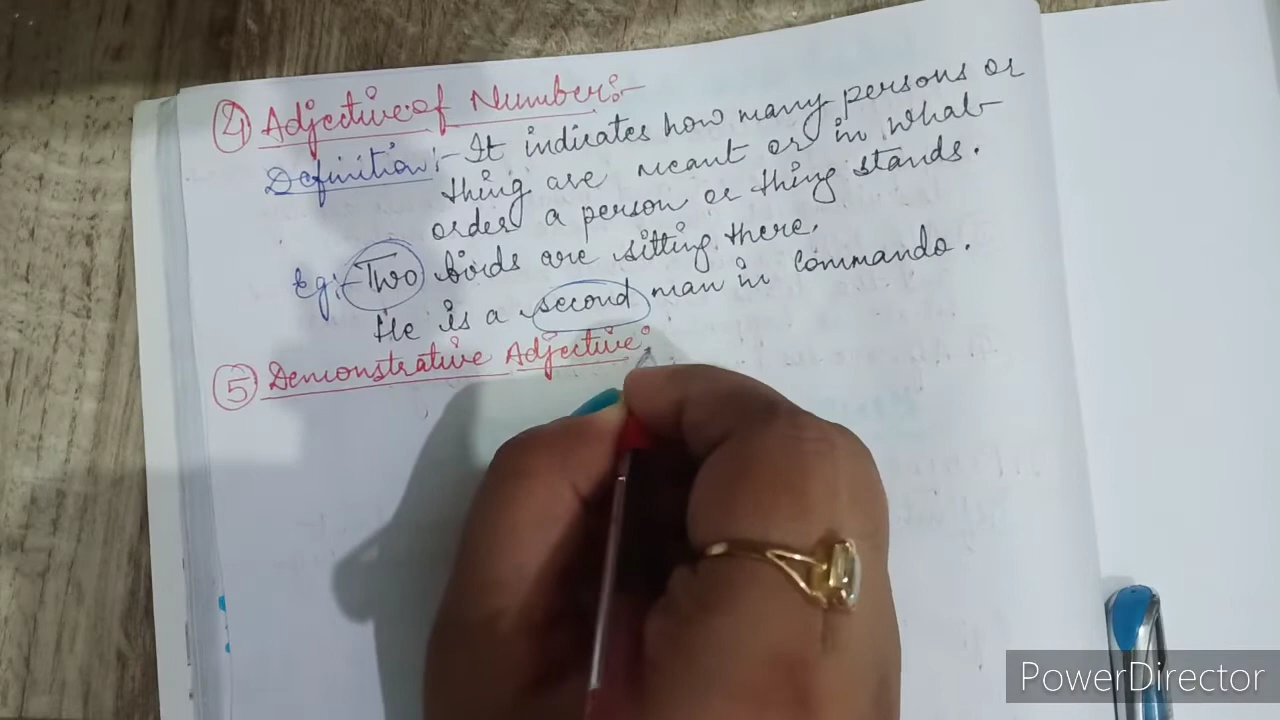 ④ Adjective of Number:-
Definition:- It indicates how many persons or
thing are meant or in what
order a person or thing stands.
Eg:- Two birds are sitting there.
He is a second man in commando.
⑤ Demonstrative Adjective:
PowerDirector